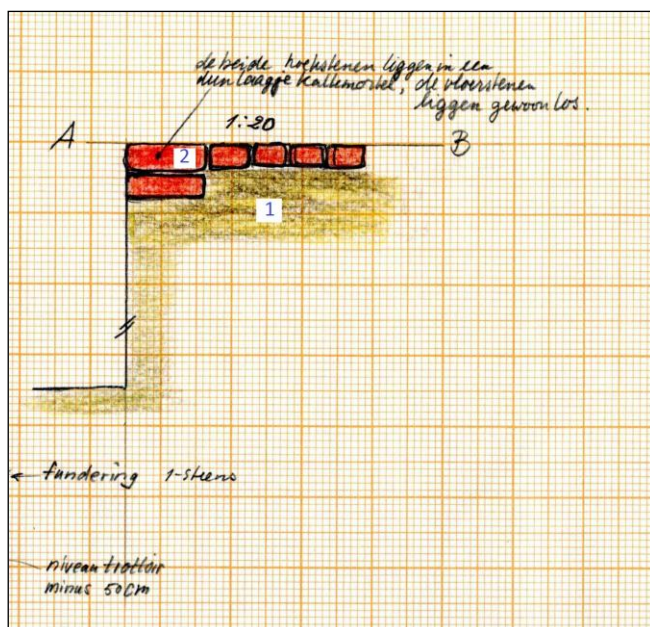 de beide hoekstenen liggen in een
dun laagje kalkmortel, de vloerstenen
liggen gewoon los.
1:20
A
B
2
1
fundering 1-steens
niveau trottoir
minus 50cm